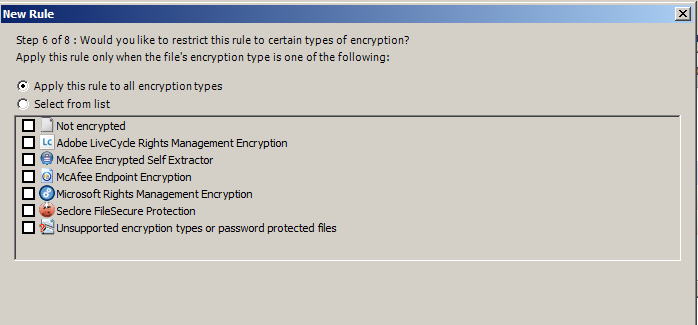 New Rule
Step 6 of 8 : Would you like to restrict this rule to certain types of encryption?
Apply this rule only when the file's encryption type is one of the following:
Apply this rule to all encryption types
Select from list
Not encrypted
LC Adobe LiveCycle Rights Management Encryption
McAfee Encrypted Self Extractor
McAfee Endpoint Encryption
Microsoft Rights Management Encryption
Seclore FileSecure Protection
Unsupported encryption types or password protected files